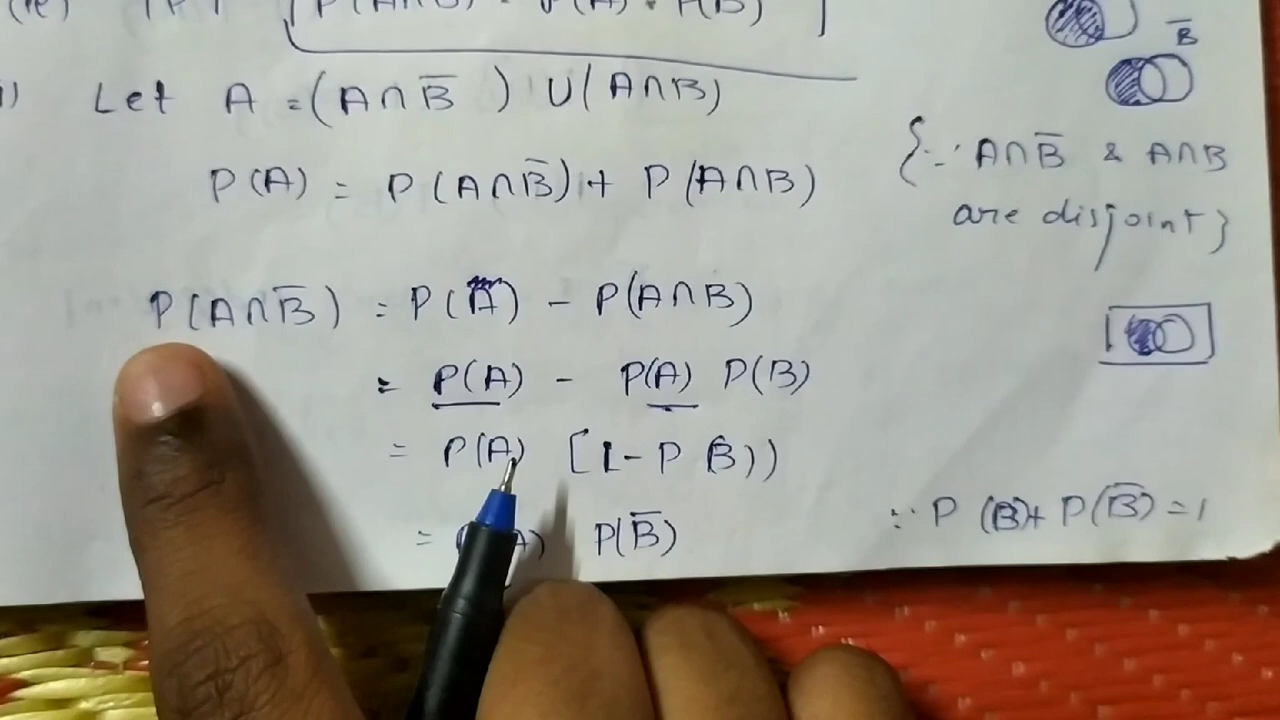 P(A∩B) = P(A) · P(B)
B̅
Let A = (A∩B̅) ∪ (A∩B)
P(A) = P(A∩B̅) + P(A∩B) {∵ A∩B̅ & A∩B
are disjoint}
P(A∩B̅) = P(A) - P(A∩B)
= P(A) - P(A) P(B)
= P(A) [1-P(B))
= A) P(B̅) ∵ P(B)+P(B̅)=1